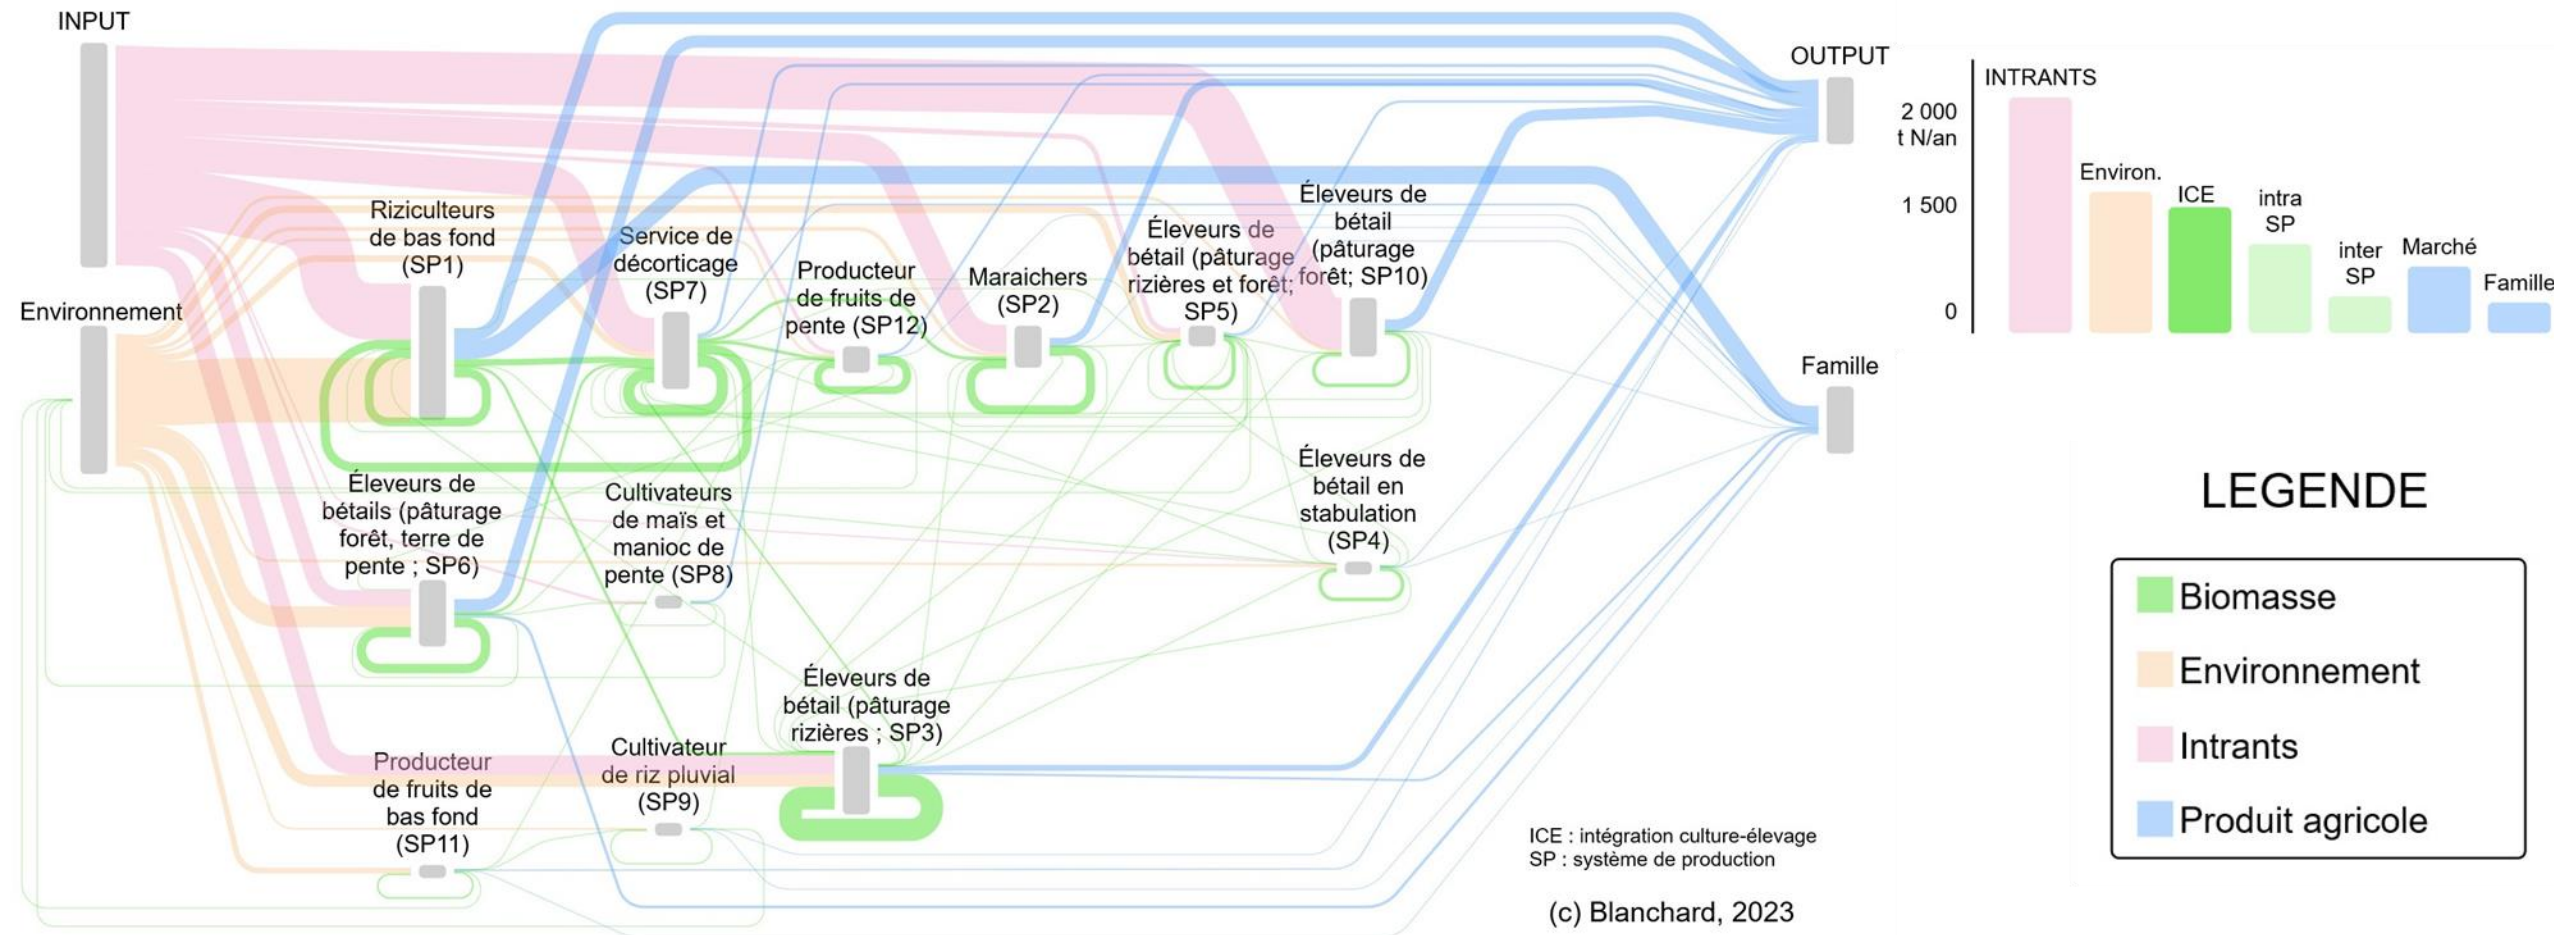 INPUT
Environnement
Riziculteurs
de bas fond
(SP1)
Service de
décorticage
(SP7)
Producteur
de fruits de
pente (SP12)
Maraichers
(SP2)
Éleveurs de
bétail (pâturage
rizières et forêt;
SP5)
Éleveurs de
bétail
(pâturage
forêt; SP10)
Éleveurs de
bétails (pâturage
forêt, terre de
pente ; SP6)
Cultivateurs
de maïs et
manioc de
pente (SP8)
Éleveurs de
bétail en
stabulation
(SP4)
Éleveurs de
bétail (pâturage
rizières ; SP3)
Producteur
de fruits de
bas fond
(SP11)
Cultivateur
de riz pluvial
(SP9)
OUTPUT
Famille
ICE : intégration culture-élevage
SP : système de production
(c) Blanchard, 2023
INTRANTS
2 000
t N/an
1 500
0
Environ.
ICE
intra
SP
inter
SP
Marché
Famille
LEGENDE
Biomasse
Environnement
Intrants
Produit agricole